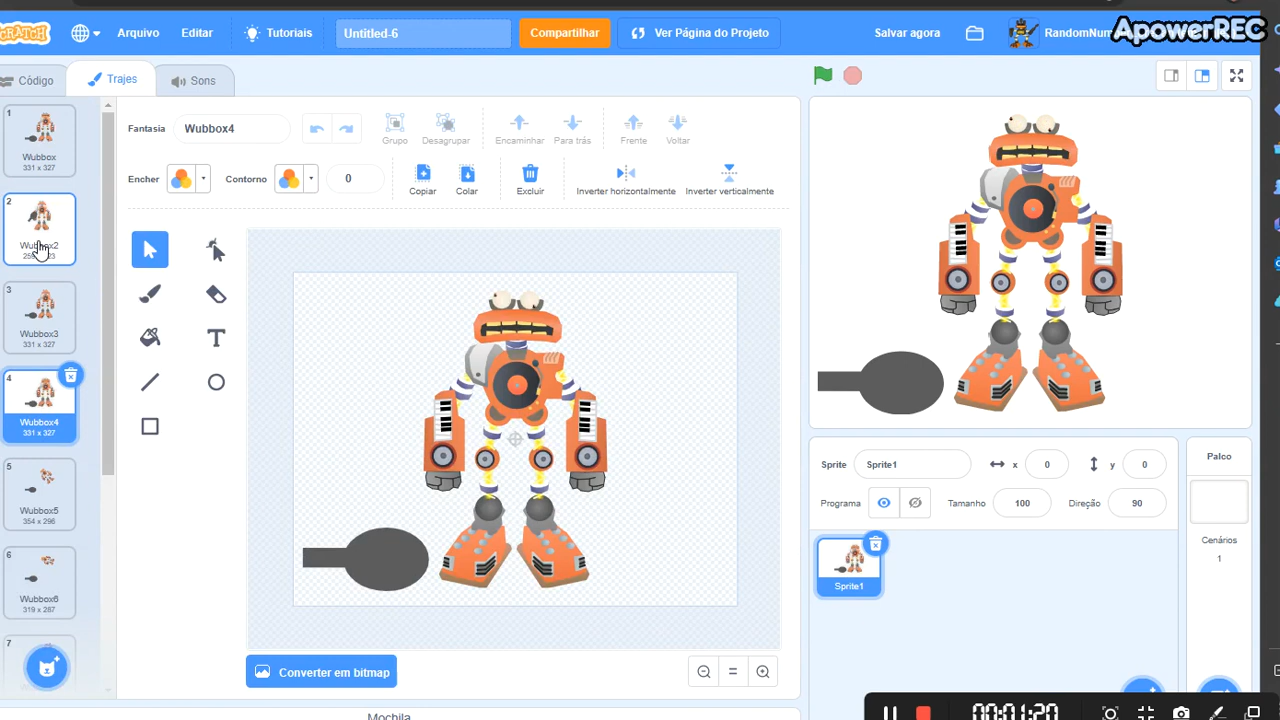 SCRATCH
Arquivo
Editar
Tutoriais
Untitled-6
Compartilhar
Ver Página do Projeto
Salvar agora
ApowerREC
Código
Trajes
Sons
Fantasia
Wubbox4
Grupo
Desagrupar
Encaminhar
Para trás
Frente
Voltar
Encher
Contorno
0
Copiar
Colar
Excluir
Inverter horizontalmente
Inverter verticalmente
1
Wubbox
331 x 327
2
Wubbox2
3
Wubbox3
331 x 327
4
Wubbox4
331 x 327
5
Wubbox5
354 x 296
6
Wubbox6
319 x 267
7
Converter em bitmap
Mochila
Sprite
Sprite1
x
0
y
0
Programa
Tamanho
100
Direção
90
Sprite1
Palco
Cenários
1
00:01:20